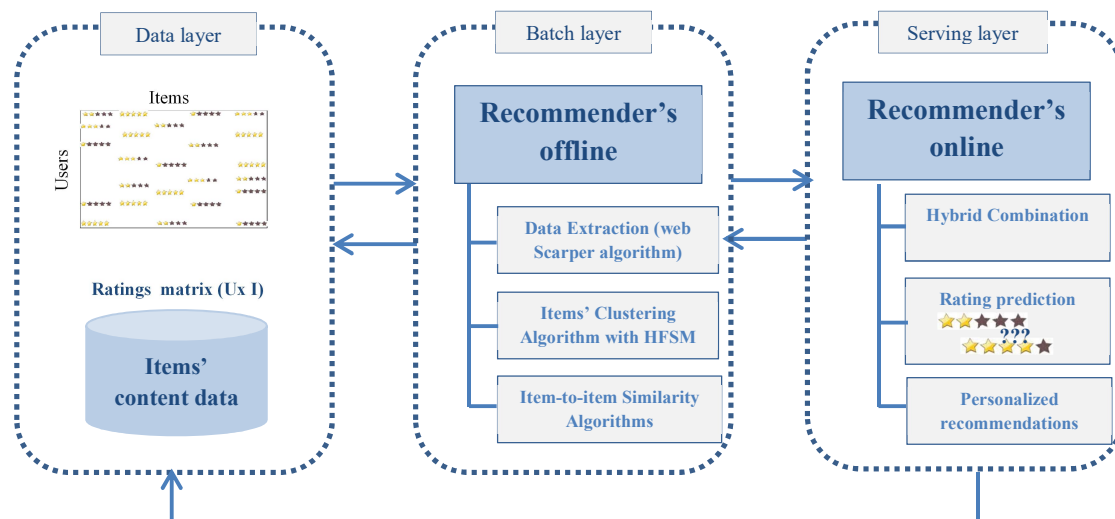 Data layer
Items
Users
Ratings matrix (Ux I)
Items’
content data
Batch layer
Recommender’s
offline
Data Extraction (web
Scarper algorithm)
Items’ Clustering
Algorithm with HFSM
Item-to-item Similarity
Algorithms
Serving layer
Recommender’s
online
Hybrid Combination
Rating prediction
???
Personalized
recommendations